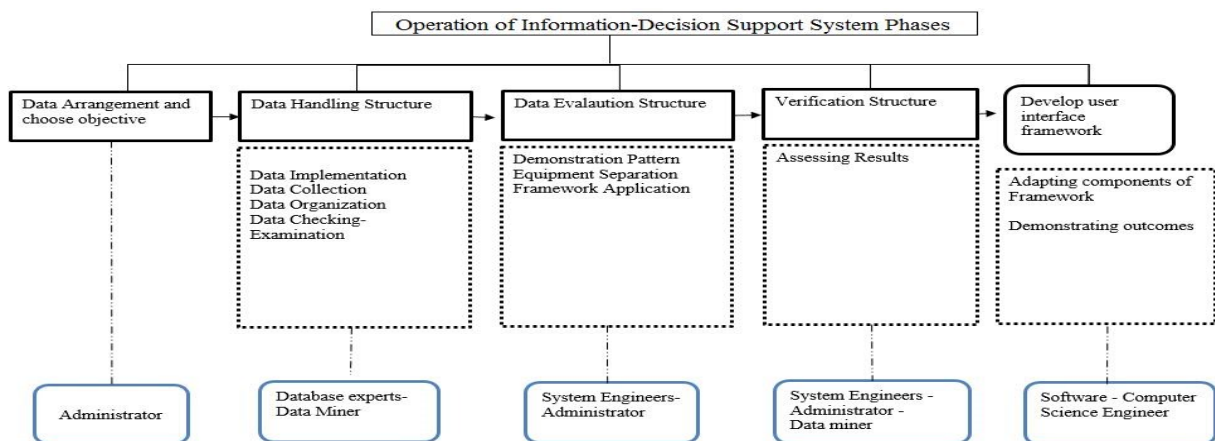 Operation of Information-Decision Support System Phases
Data Arrangement and
choose objective
Data Handling Structure
Data Evalaution Structure
Verification Structure
Develop user
interface
framework
Data Implementation
Data Collection
Data Organization
Data Checking-
Examination
Demonstration Pattern
Equipment Separation
Framework Application
Assessing Results
Adapting components of
Framework
Demonstrating outcomes
Administrator
Database experts-
Data Miner
System Engineers-
Administrator
System Engineers -
Administrator -
Data miner
Software - Computer
Science Engineer